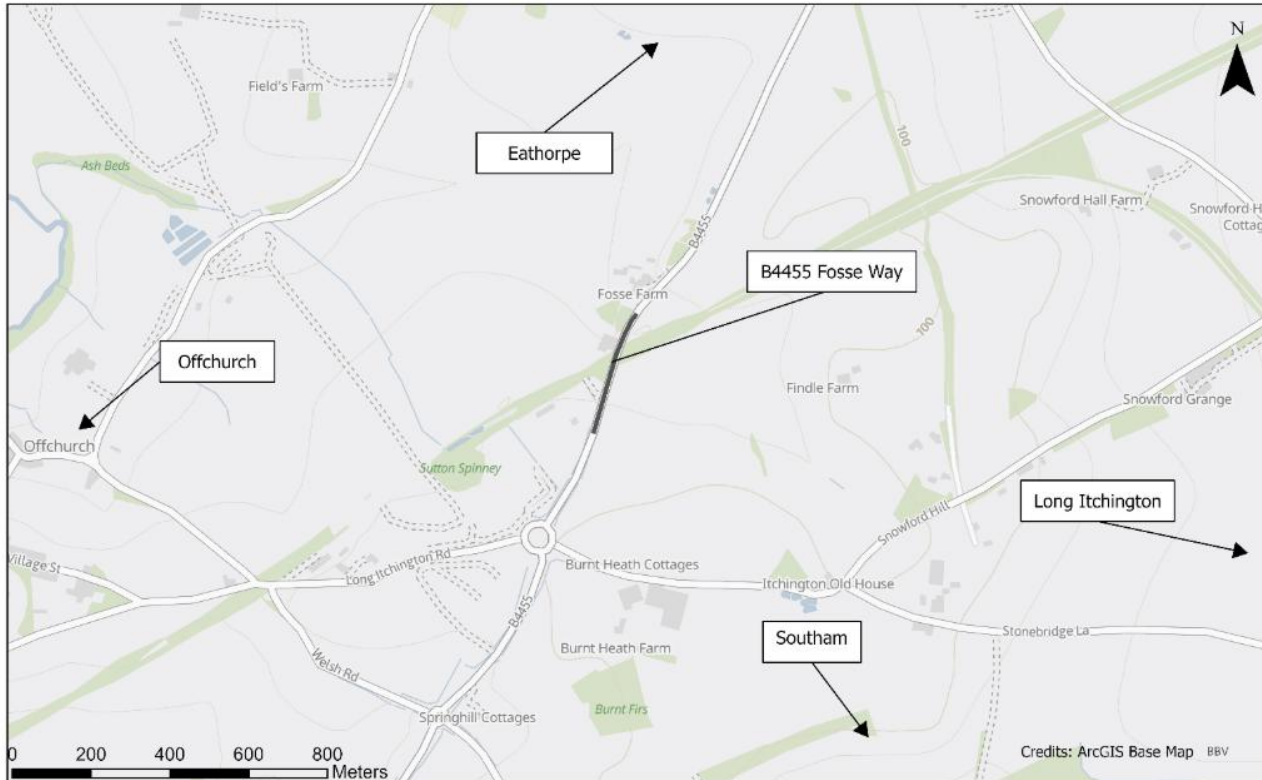 N
Field's Farm
100
Eathorpe
Ash Beds
Snowford Hall Farm
Snowford H
Cottag
B4455
B4455 Fosse Way
Fosse Farm
100
Offchurch
Findle Farm
Snowford Grange
Offchurch
Sutton Spinney
Long Itchington
Snowford Hill
Village St
Long Itchington Rd
Burnt Heath Cottages
Itchington Old House
B4455
Southam
Stonebridge La
Burnt Heath Farm
Welsh Rd
Burnt Firs
Springhill Cottages
0 200 400 600 800
Meters
Credits: ArcGIS Base Map BBV